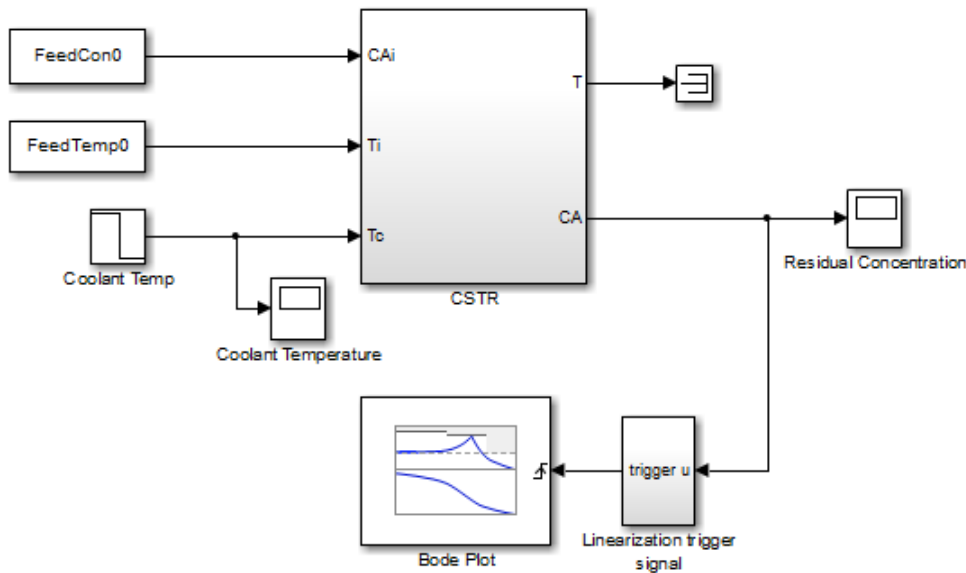 FeedCon0
CAi
T
FeedTemp0
Ti
Tc
CA
Coolant Temp
Residual Concentration
CSTR
Coolant Temperature
trigger u
Linearization trigger
signal
Bode Plot